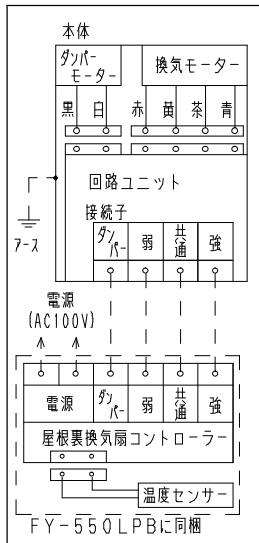 本体
ダンパー
モーター
換気モーター
黒 白 赤 黄 茶 青
回路ユニット
接続子
ダンパー 弱 共通 強
アース
電源
(AC100V)
電源 ダンパー 弱 共通 強
屋根裏換気扇コントローラー
温度センサー
FY-550LPBに同梱